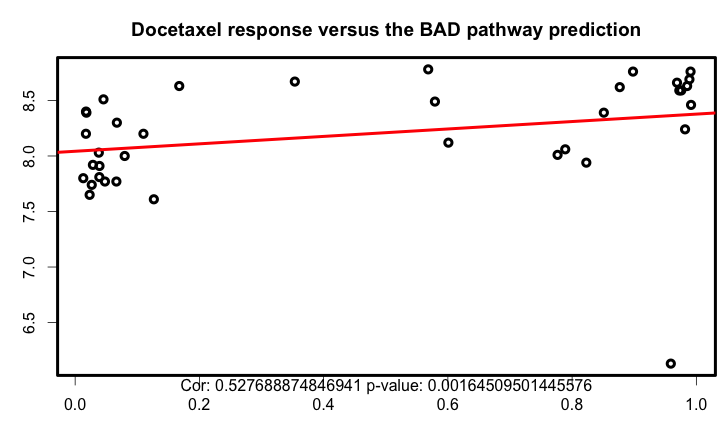 Docetaxel response versus the BAD pathway prediction
8.5
8.0
7.5
7.0
6.5
Cor: 0.527688874846941 p-value: 0.00164509501445576
0.0 0.2 0.4 0.6 0.8 1.0